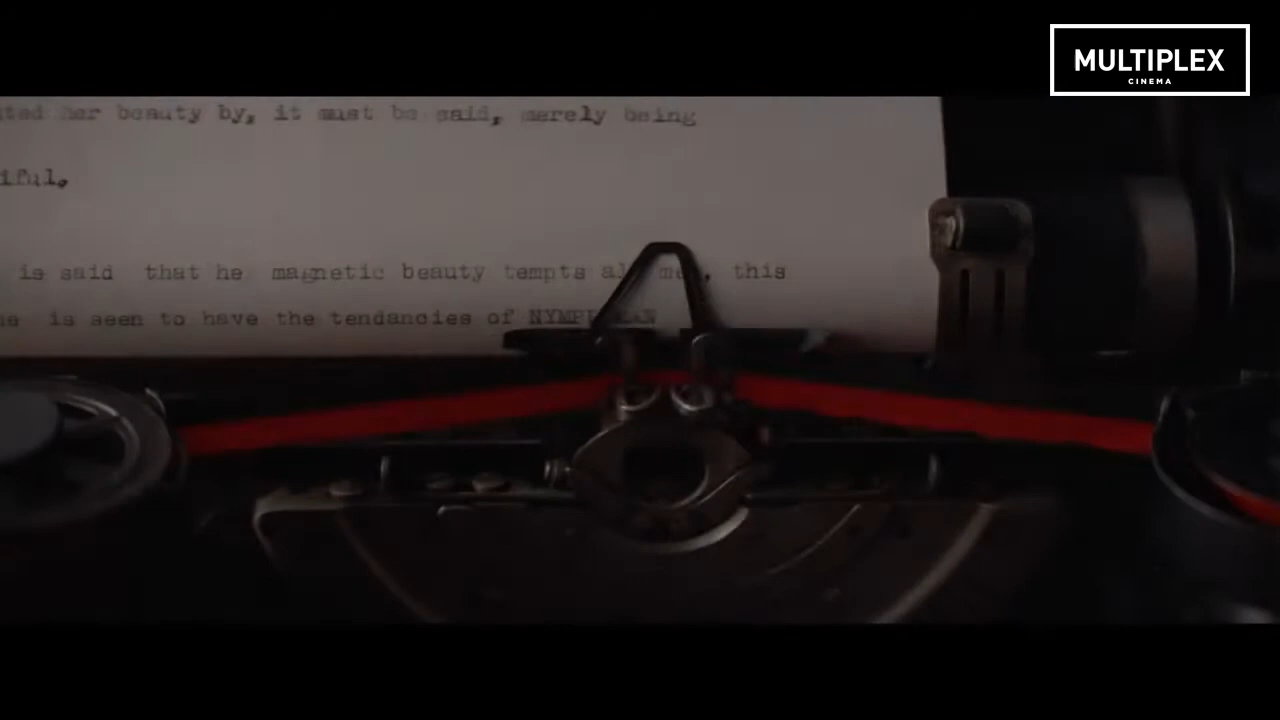 MULTIPLEX
CINEMA
her beauty by, it must be said, merely being
is said that he magnetic beauty tempts this
is seen to have the tendancies of